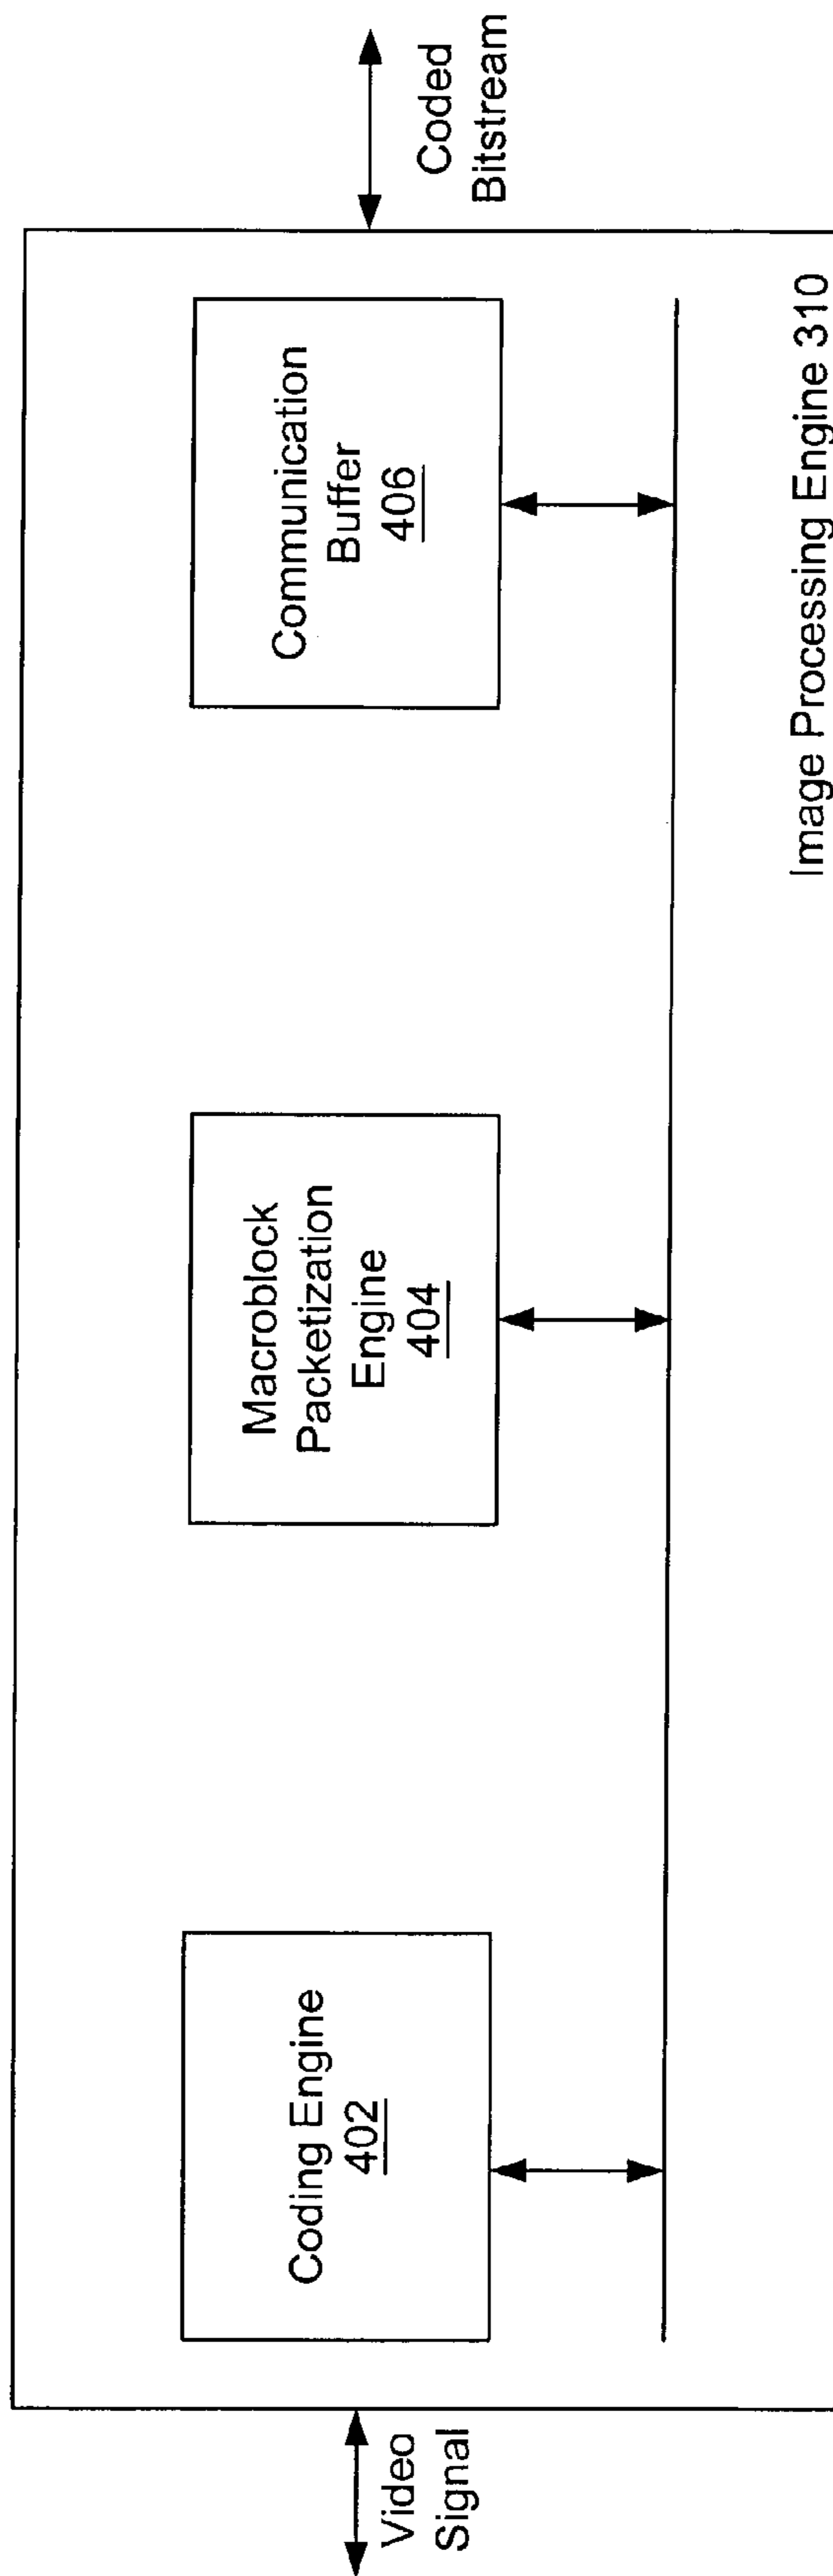 Video
Signal
Coding Engine
402
Macroblock
Packetization
Engine
404
Communication
Buffer
406
Coded
Bitstream
Image Processing Engine 310